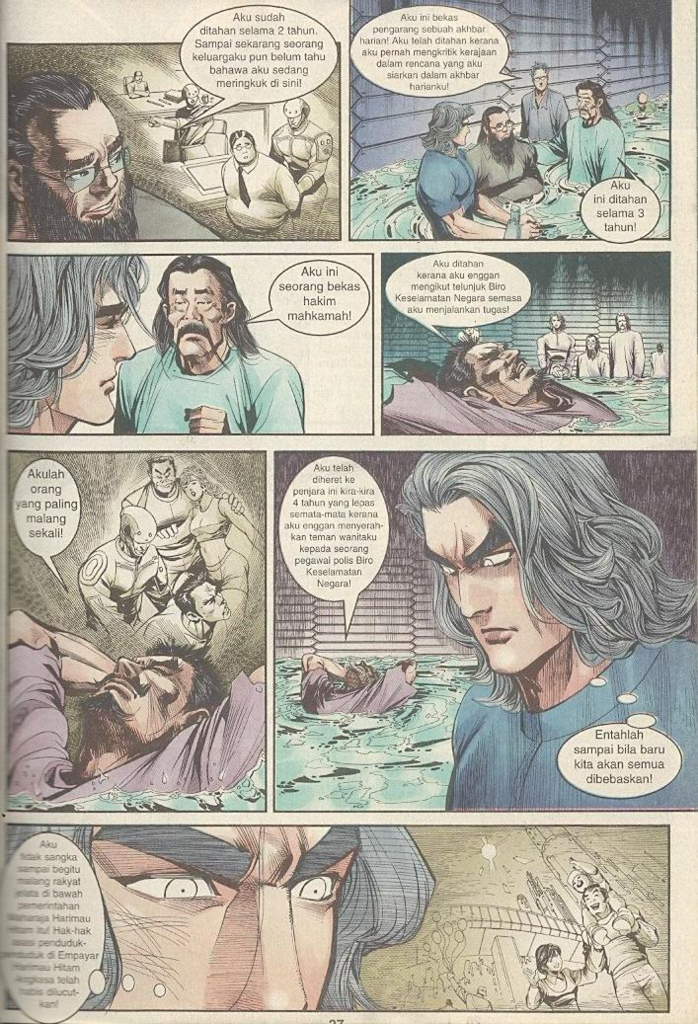 Aku sudah
ditahan selama 2 tahun.
Sampai sekarang seorang
keluargaku pun belum tahu
bahawa aku sedang
meringkuk di sini!
Aku ini bekas
pengarang sebuah akhbar
harian! Aku telah ditahan kerana
aku pernah mengkritik kerajaan
dalam rencana yang aku
siarkan dalam akhbar
harianku!
Aku
ini ditahan
selama 3
tahun!
Aku ini
seorang bekas
hakim
mahkamah!
Aku ditahan
kerana aku enggan
mengikut telunjuk Biro
Keselamatan Negara semasa
aku menjalankan tugas!
Akulah
orang
yang paling
malang
sekali!
Aku telah
diheret ke
penjara ini kira-kira
4 tahun yang lepas
semata-mata kerana
aku enggan menyerah-
kan teman wanitaku
kepada seorang
pegawai polis Biro
Keselamatan
Negara!
Entahlah
sampai bila baru
kita akan semua
dibebaskan!
Aku
tidak sangka
sampai begitu
malang rakyat
jelata di bawah
pemerintahan
Maharaja Harimau
Hitam itu! Hak-hak
asasi penduduk-
penduduk di Empayar
Harimau Hitam
Angkasa telah
habis dilucut-
kan!
37